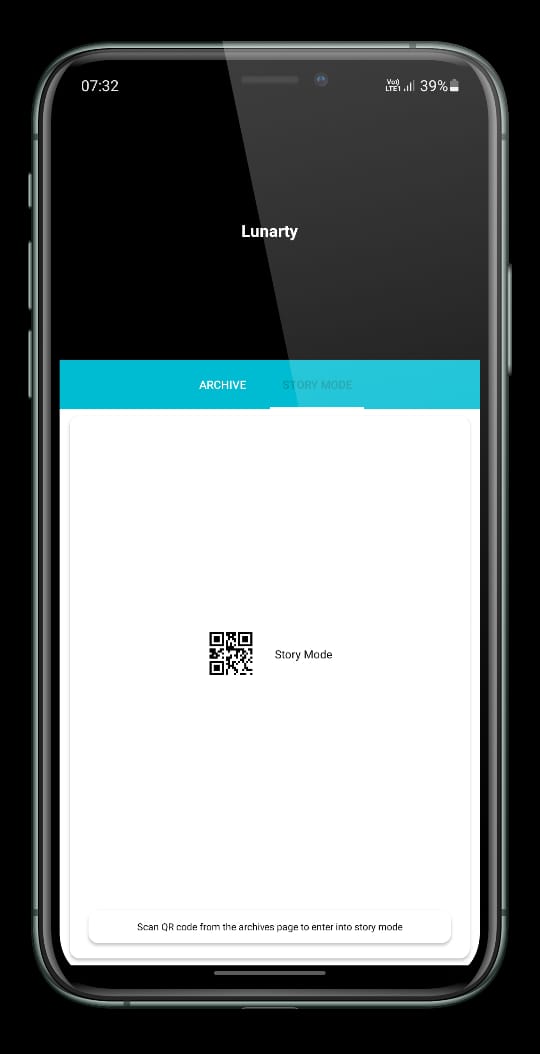 07:32
Vo)) LTE1 39%
Lunarty
ARCHIVE STORY MODE
Story Mode
Scan QR code from the archives page to enter into story mode